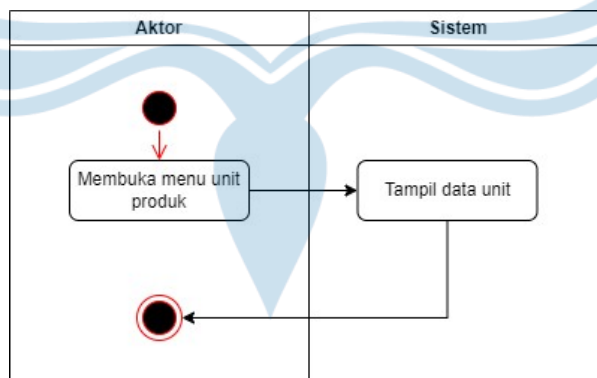 Aktor
Sistem
Membuka menu unit
produk
Tampil data unit